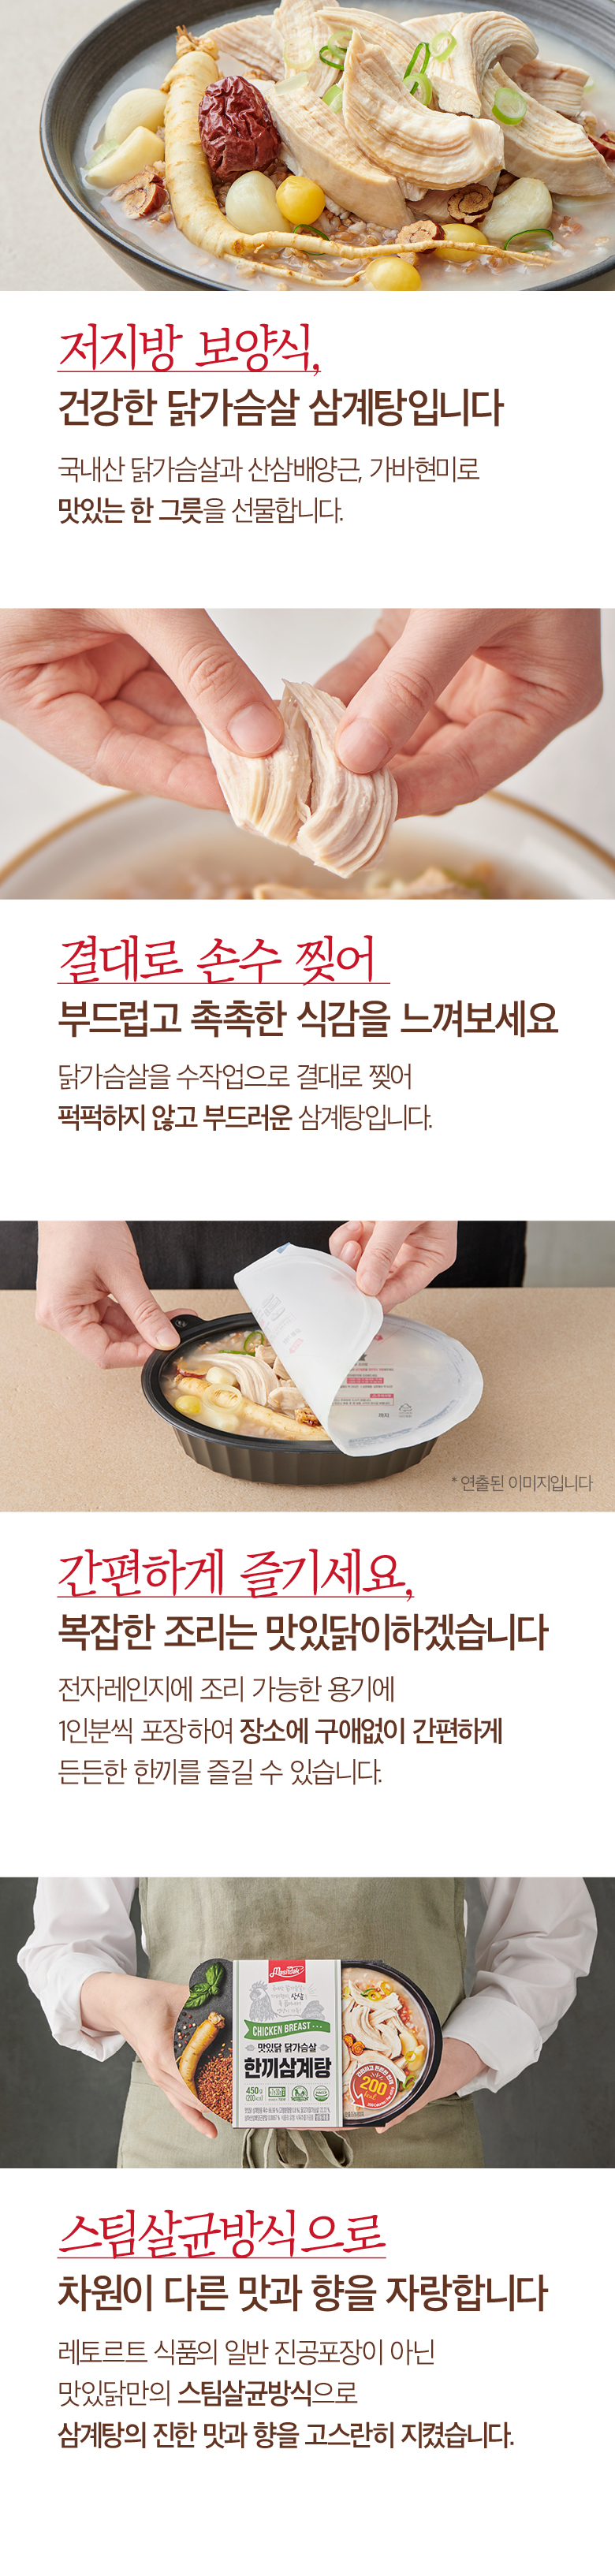 저지방 보양식,
건강한 닭가슴살 삼계탕입니다
국내산 닭가슴살과 산삼배양근, 가바현미로
맛있는 한 그릇을 선물합니다.
결대로 손수 찢어
부드럽고 촉촉한 식감을 느껴보세요
닭가슴살을 수작업으로 결대로 찢어
퍽퍽하지 않고 부드러운 삼계탕입니다.
* 연출된 이미지입니다
간편하게 즐기세요,
복잡한 조리는 맛있닭이하겠습니다
전자레인지에 조리 가능한 용기에
1인분씩 포장하여 장소에 구애없이 간편하게
든든한 한끼를 즐길 수 있습니다.
CHICKEN BREAST
맛있닭 닭가슴살
한끼삼계탕
450g
200kcal
200
kcal
스팀살균방식으로
차원이 다른 맛과 향을 자랑합니다
레토르트 식품의 일반 진공포장이 아닌
맛있닭만의 스팀살균방식으로
삼계탕의 진한 맛과 향을 고스란히 지켰습니다.